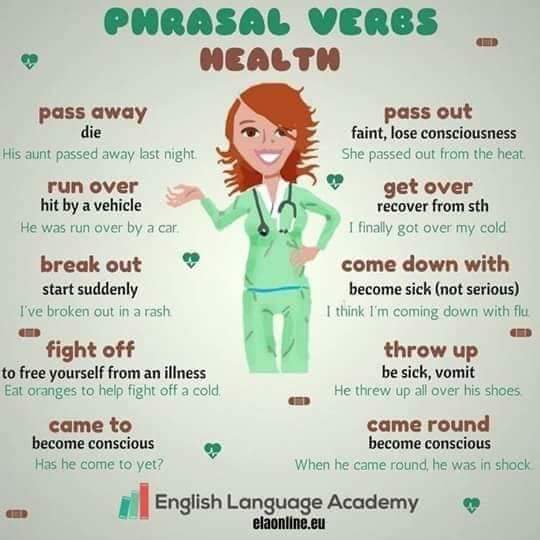 PHRASAL VERBS
HEALTH
pass away
die
His aunt passed away last night.
run over
hit by a vehicle
He was run over by a car.
break out
start suddenly
I've broken out in a rash.
fight off
to free yourself from an illness
Eat oranges to help fight off a cold.
came to
become conscious
Has he come to yet?
pass out
faint, lose consciousness
She passed out from the heat.
get over
recover from sth
I finally got over my cold.
come down with
become sick (not serious)
I think I'm coming down with flu.
throw up
be sick, vomit
He threw up all over his shoes.
came round
become conscious
When he came round, he was in shock.
English Language Academy
elaonline.eu